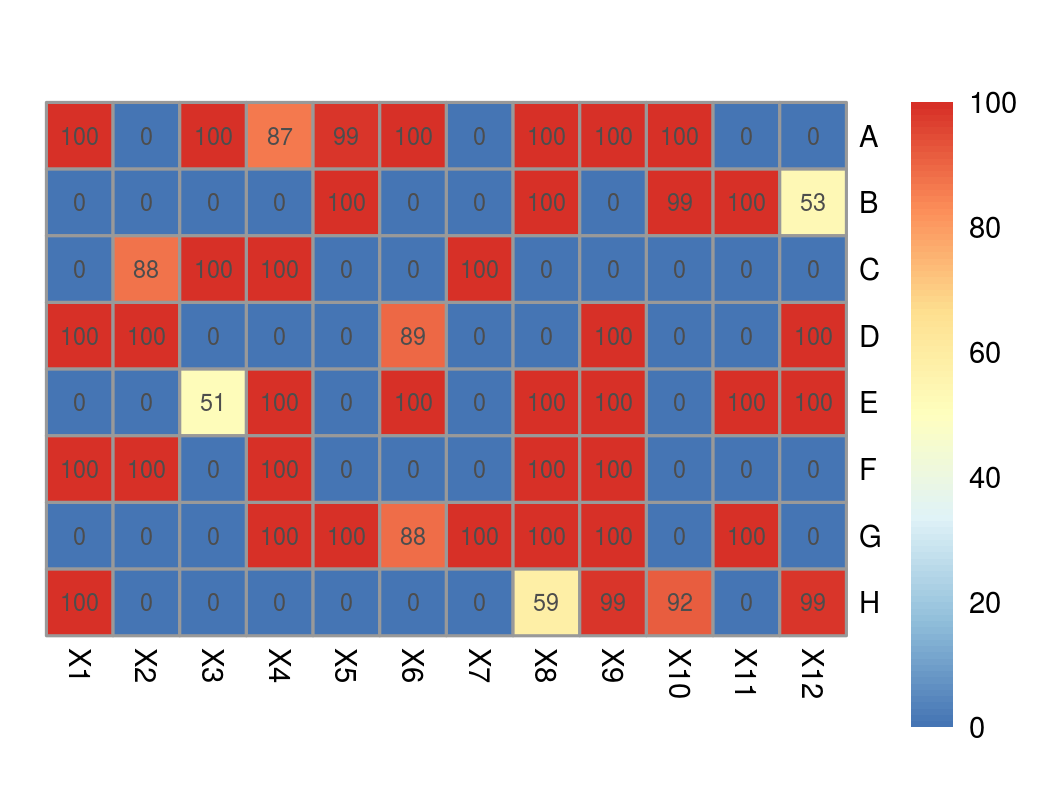 100 0 100 87 99 100 0 100 100 100 0 0 A
0 0 0 0 100 0 0 100 0 99 100 53 B
0 88 100 100 0 0 100 0 0 0 0 0 C
100 100 0 0 0 89 0 0 100 0 0 100 D
0 0 51 100 0 100 0 100 100 0 100 100 E
100 100 0 100 0 0 0 100 100 0 0 0 F
0 0 0 100 100 88 100 100 100 0 100 0 G
100 0 0 0 0 0 0 59 99 92 0 99 H
X1 X2 X3 X4 X5 X6 X7 X8 X9 X10 X11 X12
100
80
60
40
20
0